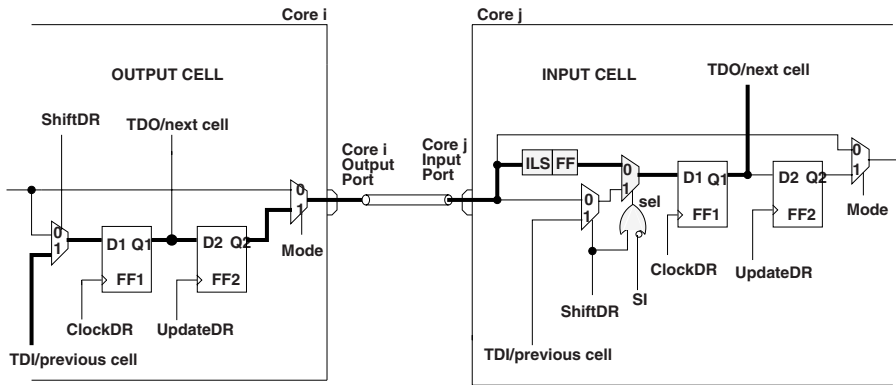 Core i
Core j
OUTPUT CELL
INPUT CELL
TDO/next cell
ShiftDR
TDO/next cell
Core i
Output
Port
Core j
Input
Port
0
1
0
1
0
1
0
1
0
1
ILS FF
D1 Q1
FF1
D2 Q2
FF2
Mode
ClockDR
UpdateDR
TDI/previous cell
sel
D1 Q1
FF1
D2 Q2
FF2
Mode
ClockDR
UpdateDR
SI
ShiftDR
TDI/previous cell